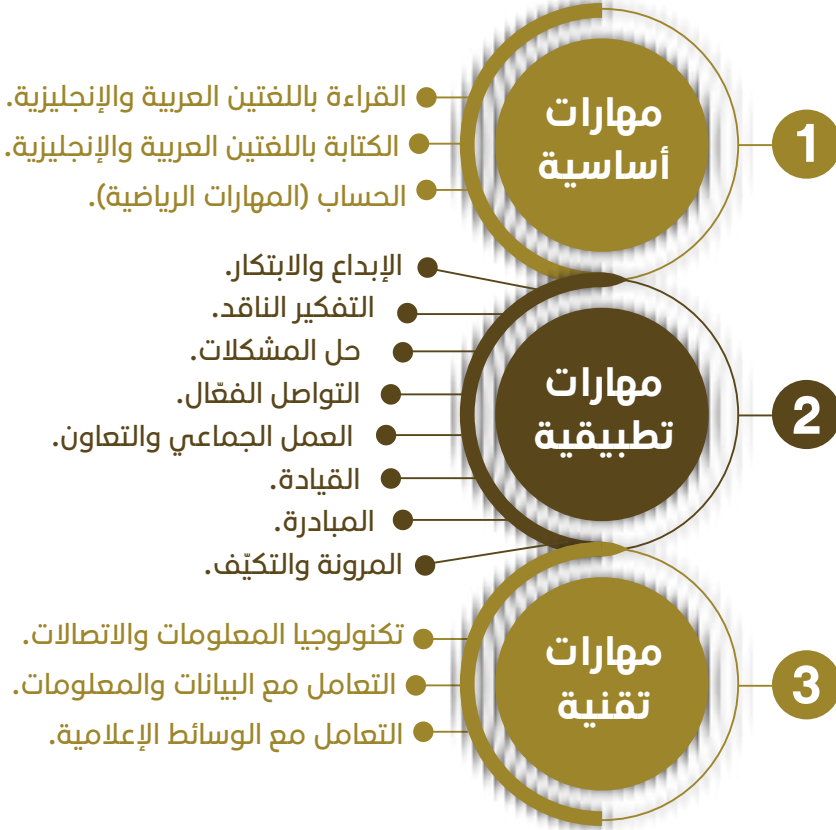 1
مهارات
أساسية
القراءة باللغتين العربية والإنجليزية.
الكتابة باللغتين العربية والإنجليزية.
الحساب (المهارات الرياضية).
2
مهارات
تطبيقية
الإبداع والابتكار.
التفكير الناقد.
حل المشكلات.
التواصل الفعّال.
العمل الجماعي والتعاون.
القيادة.
المبادرة.
المرونة والتكيّف.
3
مهارات
تقنية
تكنولوجيا المعلومات والاتصالات.
التعامل مع البيانات والمعلومات.
التعامل مع الوسائط الإعلامية.